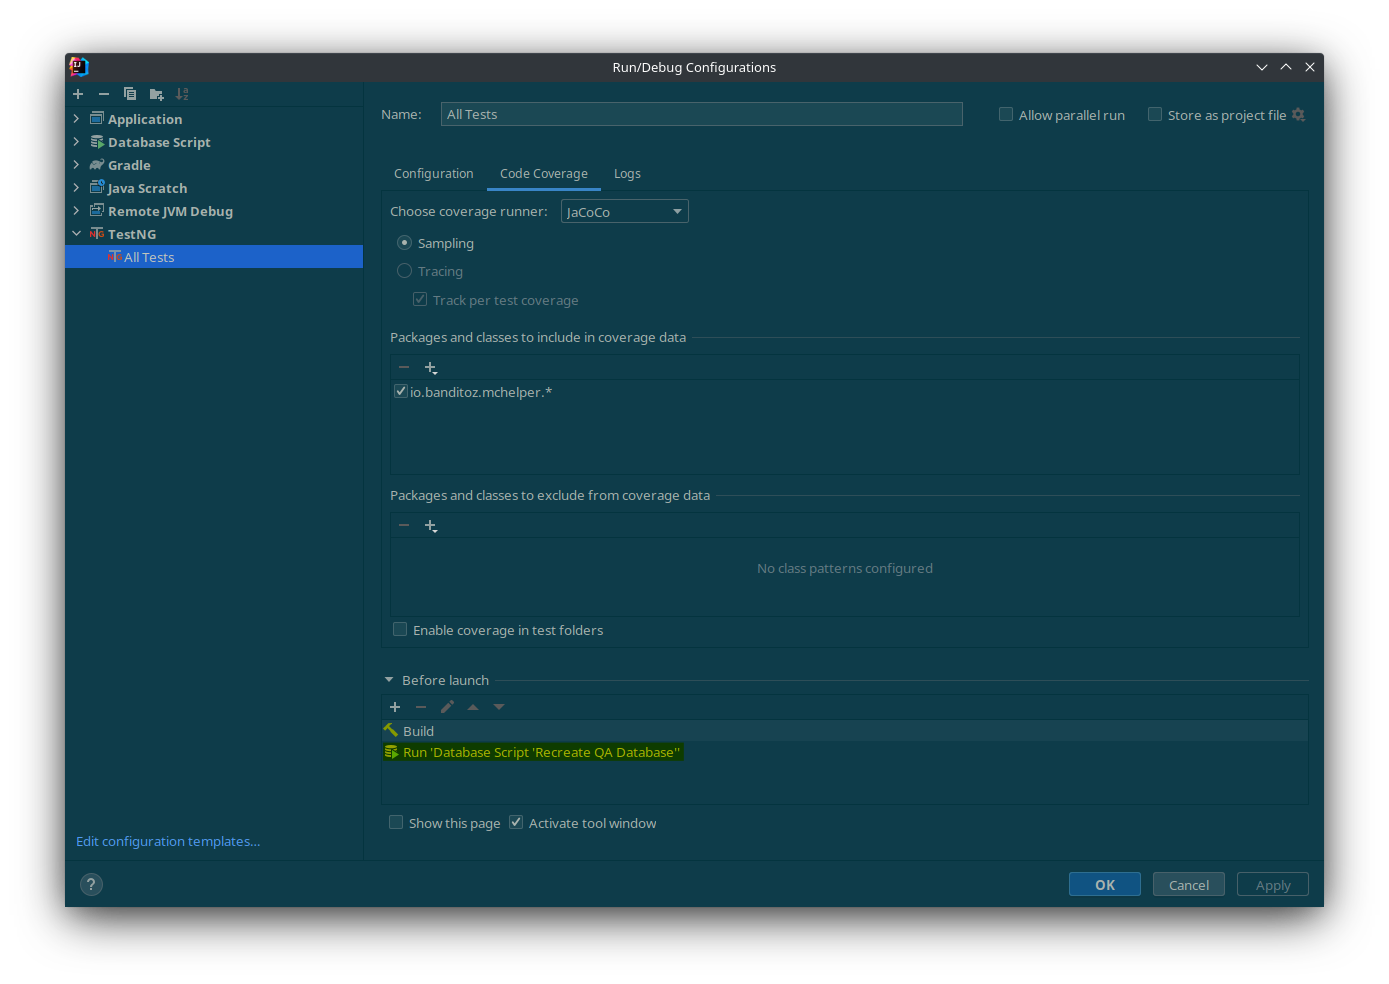 Run/Debug Configurations
Application
Database Script
Gradle
Java Scratch
Remote JVM Debug
TestNG
All Tests
Edit configuration templates...
Name: All Tests Allow parallel run Store as project file
Configuration Code Coverage Logs
Choose coverage runner: JaCoCo
Sampling
Tracing
Track per test coverage
Packages and classes to include in coverage data
io.banditoz.mchelper.*
Packages and classes to exclude from coverage data
No class patterns configured
Enable coverage in test folders
Before launch
Build
Run 'Database Script 'Recreate QA Database''
Show this page Activate tool window
? OK Cancel Apply